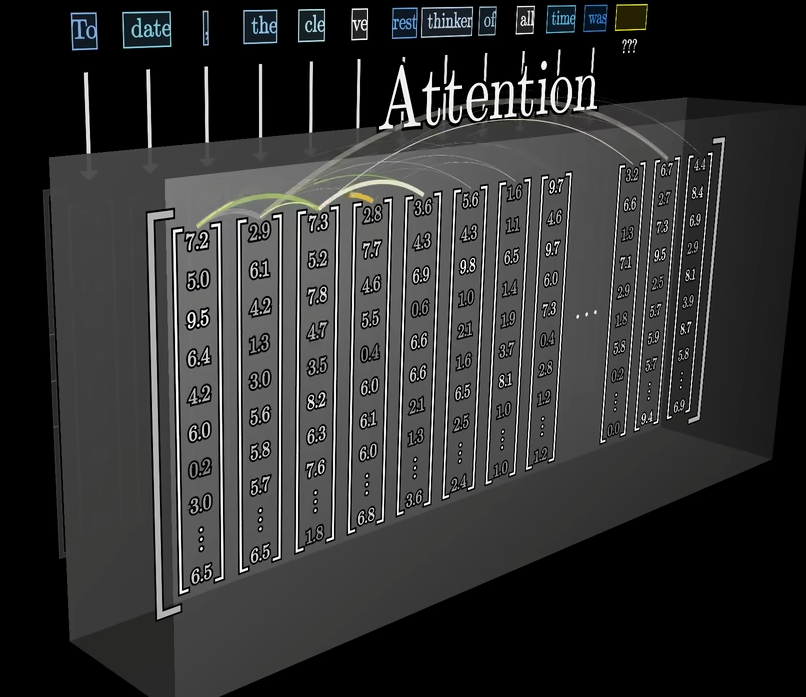 To date , the cle ve rest thinker of all time was
???
Attention
7.2 2.9 7.3 2.8 3.6 5.6 1.6 9.7 3.2 6.7 4.4
5.0 6.1 5.2 7.7 4.3 4.3 1.1 4.6 6.6 2.7 8.4
9.5 4.2 7.8 4.6 6.9 9.8 6.5 9.7 1.3 7.3 6.9
6.4 1.3 4.7 5.5 0.6 1.0 1.4 6.0 7.1 9.5 2.9
4.2 3.0 3.5 0.4 6.6 2.1 1.9 7.3 2.9 2.5 8.1
6.0 5.6 8.2 6.0 6.6 1.6 3.7 0.4 1.8 5.7 3.9
0.2 5.8 6.3 6.1 2.1 6.5 8.1 2.8 5.8 5.9 8.7
3.0 5.7 7.6 6.0 1.3 2.5 1.0 1.2 0.2 5.7 5.8
⋮ ⋮ ⋮ ⋮ ⋮ ⋮ ⋮ ⋮ ... ⋮ ⋮ ⋮
6.5 6.5 1.8 6.8 3.6 2.4 1.0 1.2 0.0 9.4 6.9